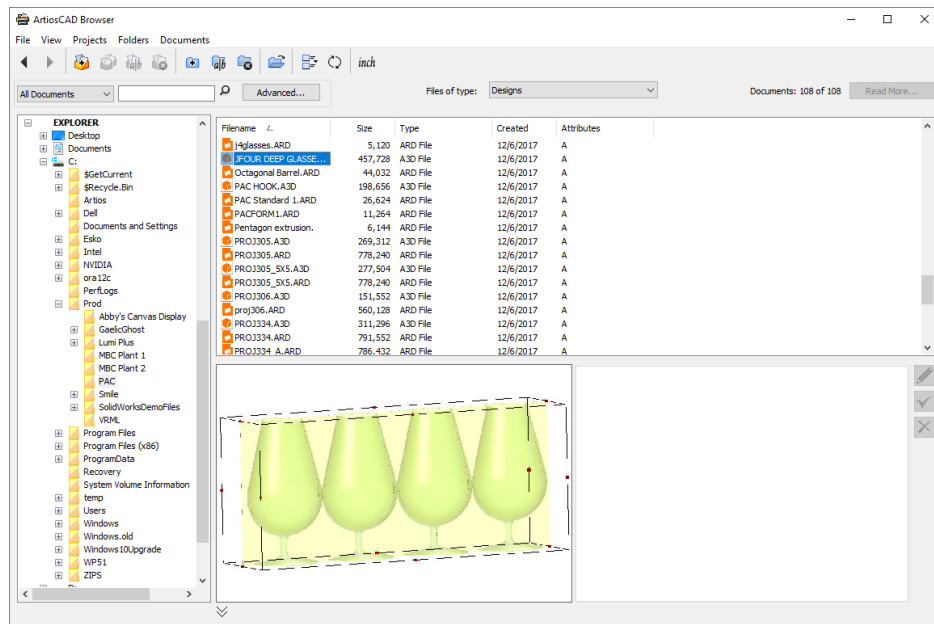 ArtiosCAD Browser
File View Projects Folders Documents
inch
All Documents Advanced... Files of type: Designs Documents: 108 of 108 Read More...
EXPLORER
Desktop
Documents
C:
$GetCurrent
$Recycle.Bin
Artios
Dell
Documents and Settings
Esko
Intel
NVIDIA
ora12c
PerfLogs
Prod
Abby's Canvas Display
GaelicGhost
Lumi Plus
MBC Plant 1
MBC Plant 2
PAC
Smile
SolidWorksDemoFiles
VRML
Program Files
Program Files (x86)
ProgramData
Recovery
System Volume Information
temp
Users
Windows
Windows.old
Windows10Upgrade
WP51
ZIPS
Filename Size Type Created Attributes
j4glasses.ARD 5,120 ARD File 12/6/2017 A
JFOUR DEEP GLASSE... 457,728 A3D File 12/6/2017 A
Octagonal Barrel.ARD 44,032 ARD File 12/6/2017 A
PAC HOOK.A3D 198,656 A3D File 12/6/2017 A
PAC Standard 1.ARD 26,624 ARD File 12/6/2017 A
PACFORM1.ARD 11,264 ARD File 12/6/2017 A
Pentagon extrusion. 6,144 ARD File 12/6/2017 A
PROJ305.A3D 269,312 A3D File 12/6/2017 A
PROJ305.ARD 778,240 ARD File 12/6/2017 A
PROJ305_5X5.A3D 277,504 A3D File 12/6/2017 A
PROJ305_5X5.ARD 778,240 ARD File 12/6/2017 A
PROJ306.A3D 151,552 A3D File 12/6/2017 A
proj306.ARD 560,128 ARD File 12/6/2017 A
PROJ334.A3D 311,296 A3D File 12/6/2017 A
PROJ334.ARD 791,552 ARD File 12/6/2017 A
PROJ334_A.ARD 786,432 ARD File 12/6/2017 A